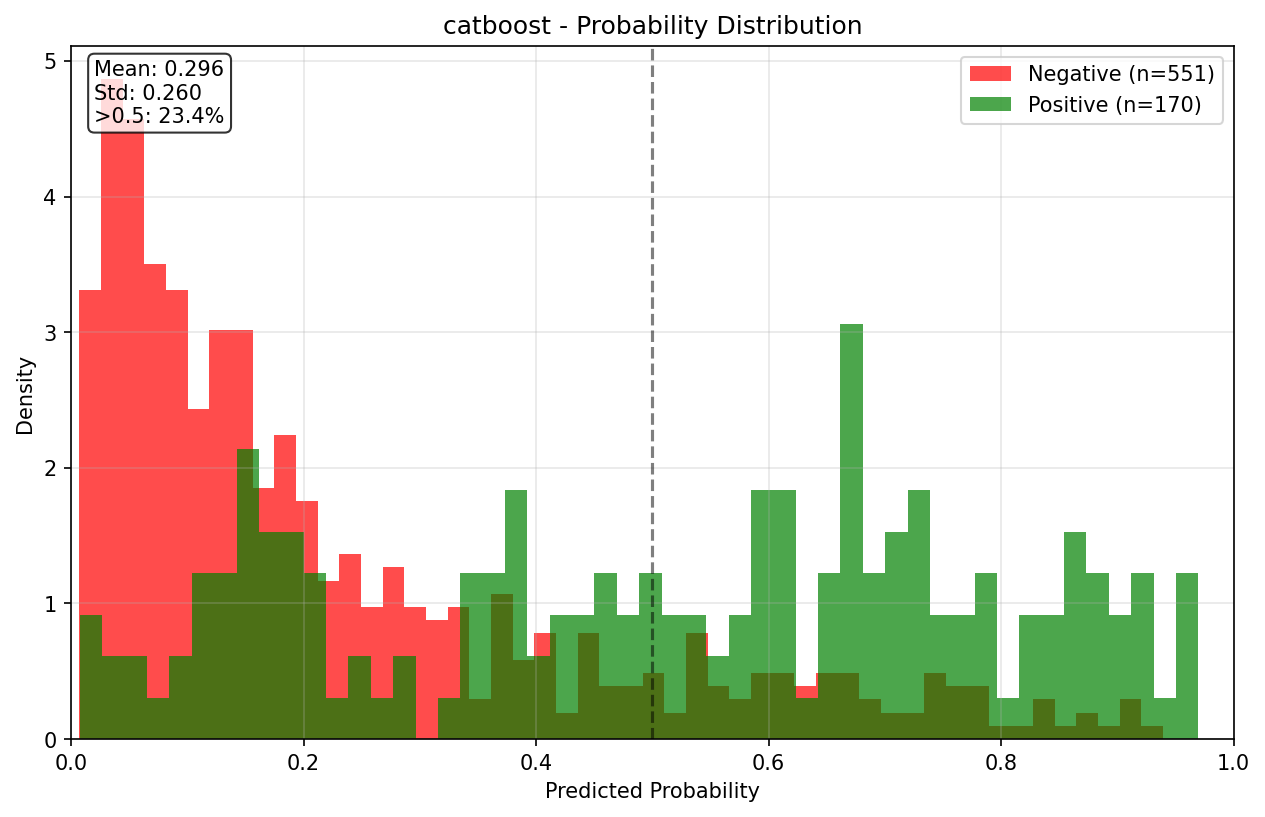 catboost - Probability Distribution
Mean: 0.296
Std: 0.260
>0.5: 23.4%
Negative (n=551)
Positive (n=170)
5
4
3
2
1
0
Density
0.0 0.2 0.4 0.6 0.8 1.0
Predicted Probability